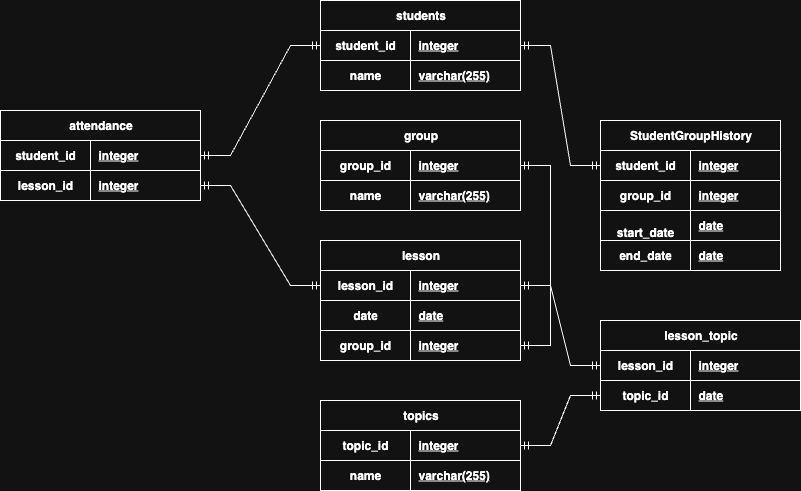 students
student_id integer
name varchar(255)
attendance
student_id integer
lesson_id integer
group
group_id integer
name varchar(255)
StudentGroupHistory
student_id integer
group_id integer
start_date date
end_date date
lesson
lesson_id integer
date date
group_id integer
lesson_topic
lesson_id integer
topic_id date
topics
topic_id integer
name varchar(255)